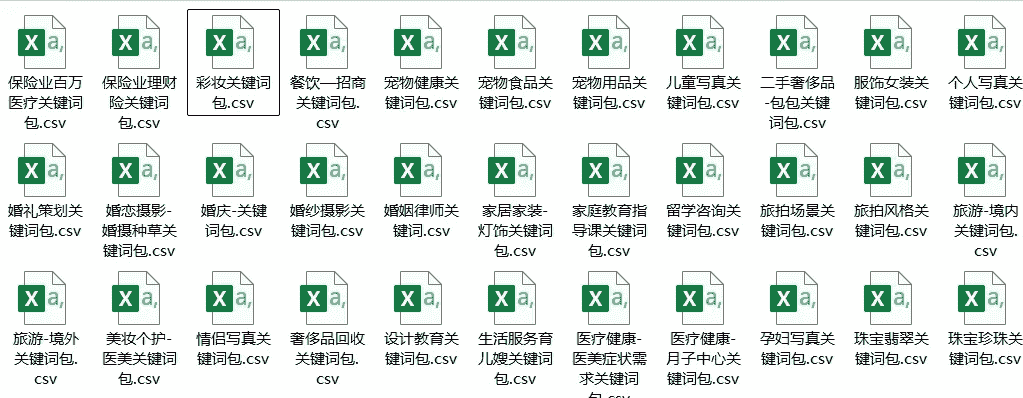 保险业百万
医疗关键词
包.csv
保险业理财
险关键词
包.csv
彩妆关键词
包.csv
餐饮—招商
关键词包.
csv
宠物健康关
键词包.csv
宠物食品关
键词包.csv
宠物用品关
键词包.csv
儿童写真关
键词包.csv
二手奢侈品
-包包关键
词包.csv
服饰女装关
键词包.csv
个人写真关
键词包.csv
婚礼策划关
键词包.csv
婚恋摄影-
婚摄种草关
键词包.csv
婚庆-关键
词包.csv
婚纱摄影关
键词包.csv
婚姻律师关
键词.csv
家居家装-
灯饰关键词
包.csv
家庭教育指
导课关键词
包.csv
留学咨询关
键词包.csv
旅拍场景关
键词包.csv
旅拍风格关
键词包.csv
旅游-境内
关键词包.
csv
旅游-境外
关键词包.
csv
美妆个护-
医美关键词
包.csv
情侣写真关
键词包.csv
奢侈品回收
关键词包.
csv
设计教育关
键词包.csv
生活服务育
儿嫂关键词
包.csv
医疗健康-
医美症状需
求关键词
包.csv
医疗健康-
月子中心关
键词包.csv
孕妇写真关
键词包.csv
珠宝翡翠关
键词包.csv
珠宝珍珠关
键词包.csv